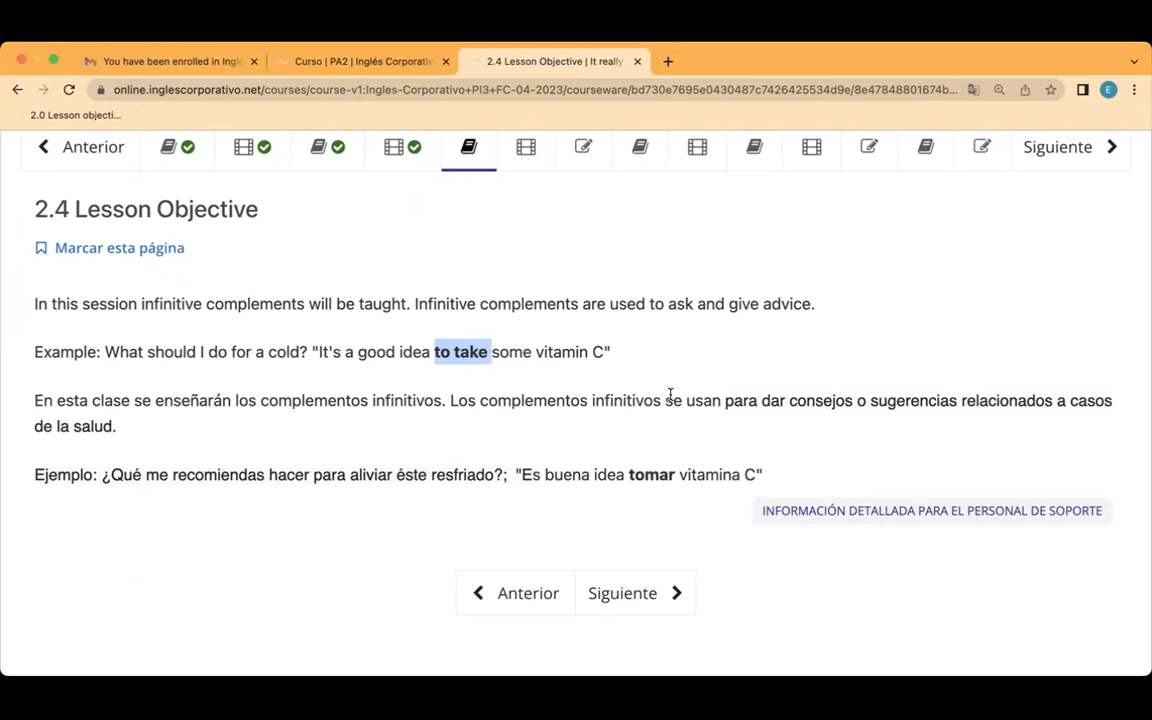 You have been enrolled in Ingl
Curso | PA2 | Inglés Corporativ
2.4 Lesson Objective | It really
online.inglescorporativo.net/courses/course-v1:Ingles-Corporativo+PI3+FC-04-2023/courseware/bd730e7695e0430487c7426425534d9e/8e47848801674b...
E
2.0 Lesson objecti...
Anterior
Siguiente
2.4 Lesson Objective
Marcar esta página
In this session infinitive complements will be taught. Infinitive complements are used to ask and give advice.
Example: What should I do for a cold? "It's a good idea to take some vitamin C"
En esta clase se enseñarán los complementos infinitivos. Los complementos infinitivos se usan para dar consejos o sugerencias relacionados a casos
de la salud.
Ejemplo: ¿Qué me recomiendas hacer para aliviar éste resfriado?; "Es buena idea tomar vitamina C"
INFORMACIÓN DETALLADA PARA EL PERSONAL DE SOPORTE
Anterior
Siguiente